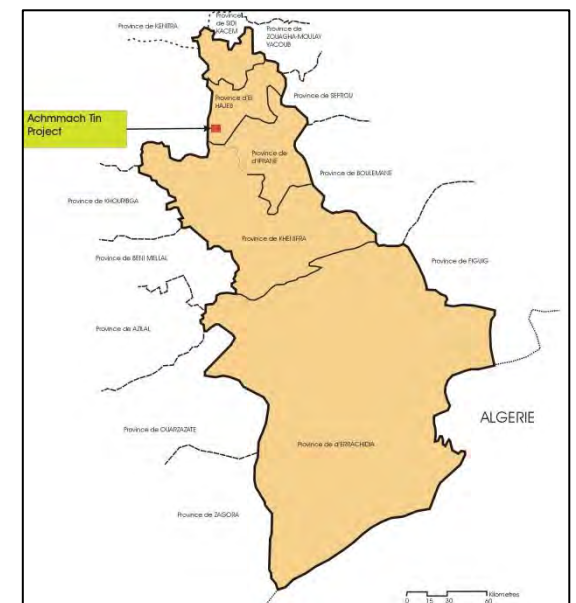 Province de KENITRA
Province
de SIDI
KACEM
Province de
ZOUAGHA-MOULAY
YACOUB
Province d'El
HAJEB
Province de SEFROU
Achmmach Tin
Project
Province de
d'IFRANE
Province de BOULEMANE
Province de KHOURIBGA
Province de KHENIFRA
Province de BENI MELLAL
Province de FIGUIG
Province de AZILAL
ALGERIE
Province de OUARZAZATE
Province de d'ERRACHIDIA
Province de ZAGORA
Kilometres
0 15 30 60